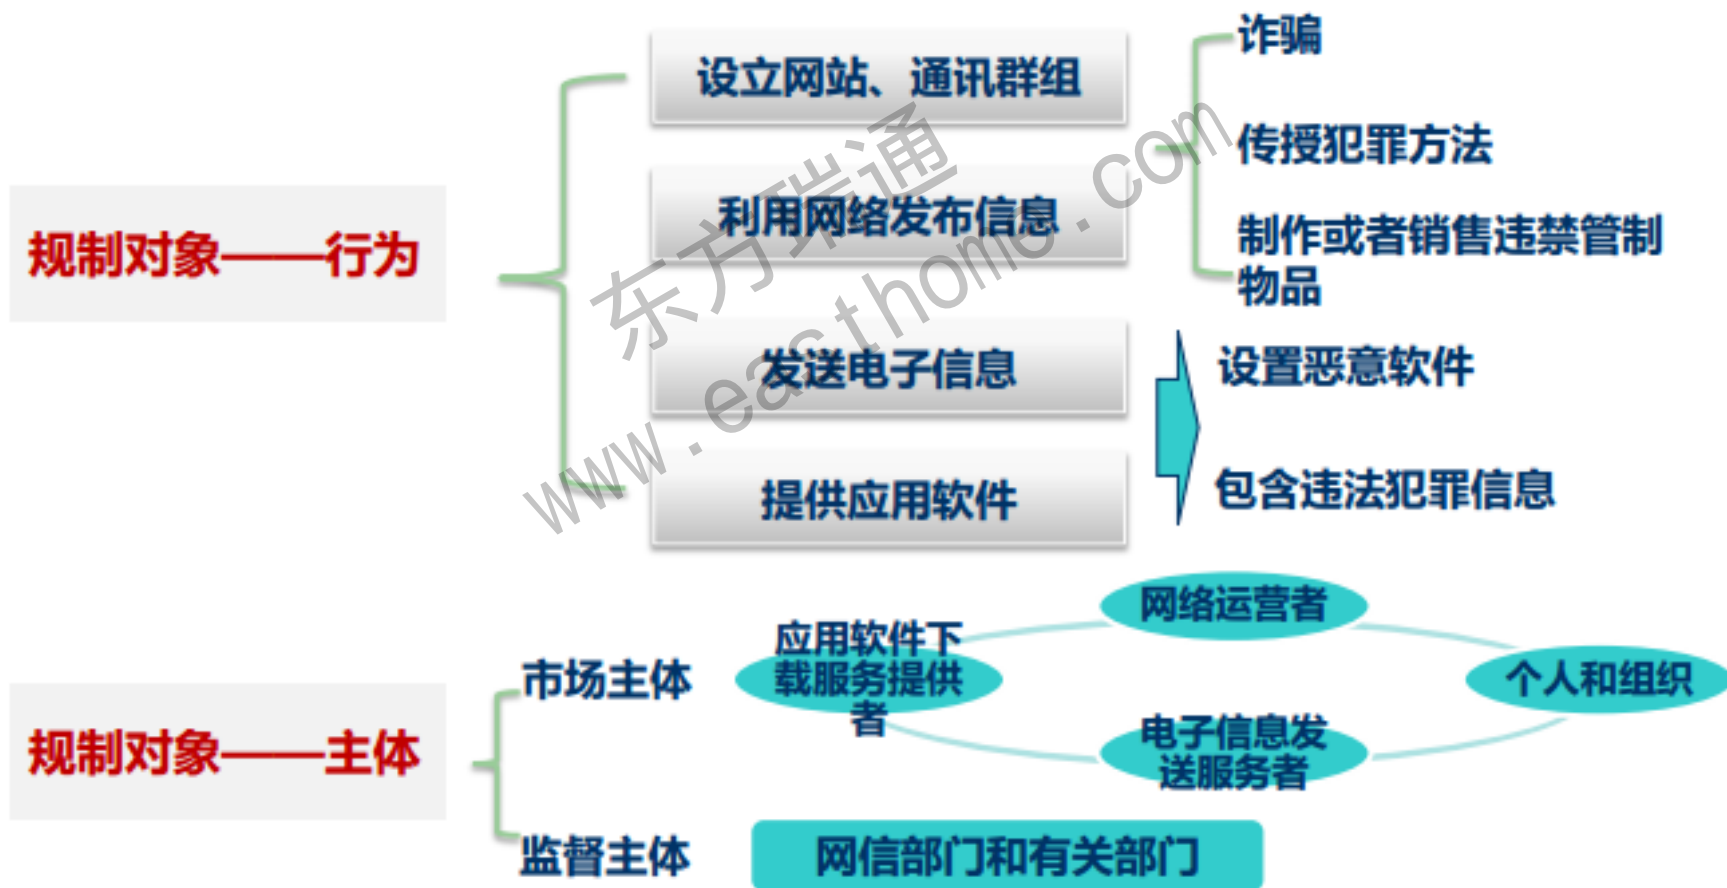 诈骗
设立网站、通讯群组
传授犯罪方法
利用网络发布信息
制作或者销售违禁管制
物品
规制对象——行为
发送电子信息
设置恶意软件
提供应用软件
包含违法犯罪信息
东方瑞通
www.easthome.com
网络运营者
应用软件下
载服务提供
者
市场主体
个人和组织
电子信息发
送服务者
规制对象——主体
监督主体
网信部门和有关部门